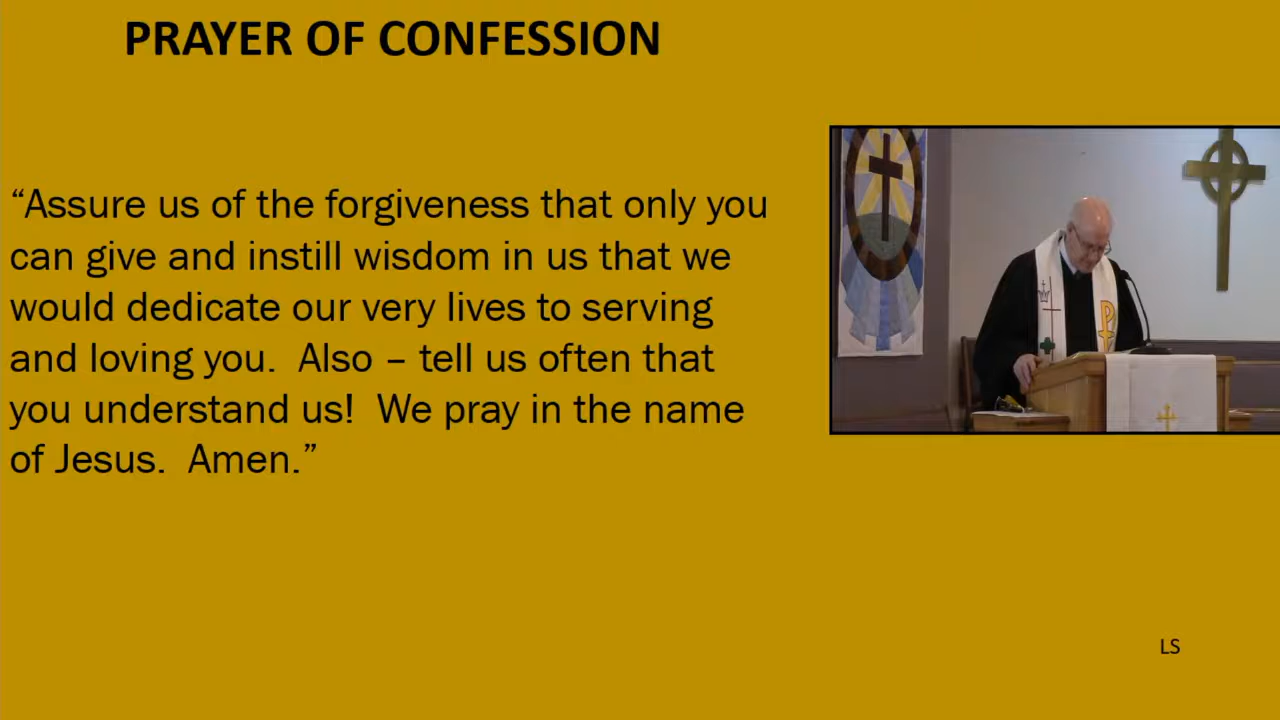 PRAYER OF CONFESSION
“Assure us of the forgiveness that only you
can give and instill wisdom in us that we
would dedicate our very lives to serving
and loving you.  Also – tell us often that
you understand us!  We pray in the name
of Jesus.  Amen.”
LS